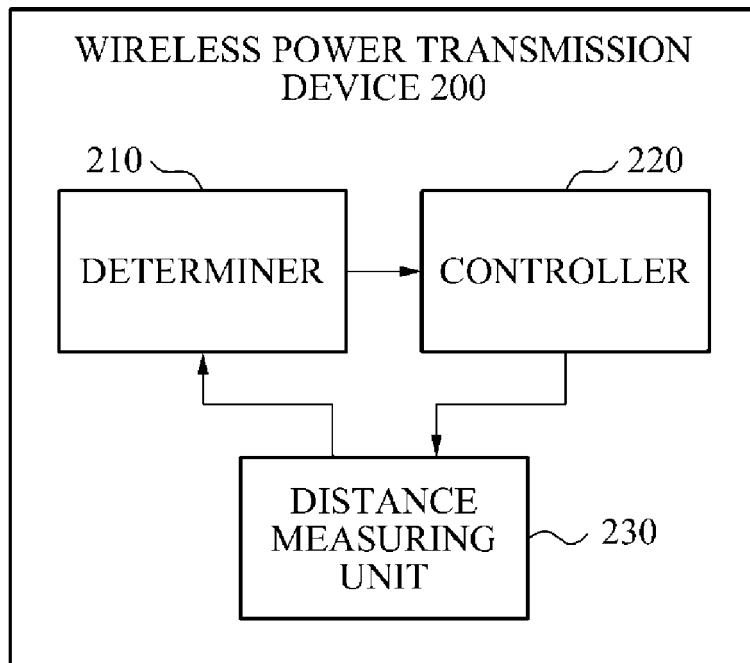 WIRELESS POWER TRANSMISSION
DEVICE 200
210
220
DETERMINER
CONTROLLER
DISTANCE
MEASURING
UNIT
230